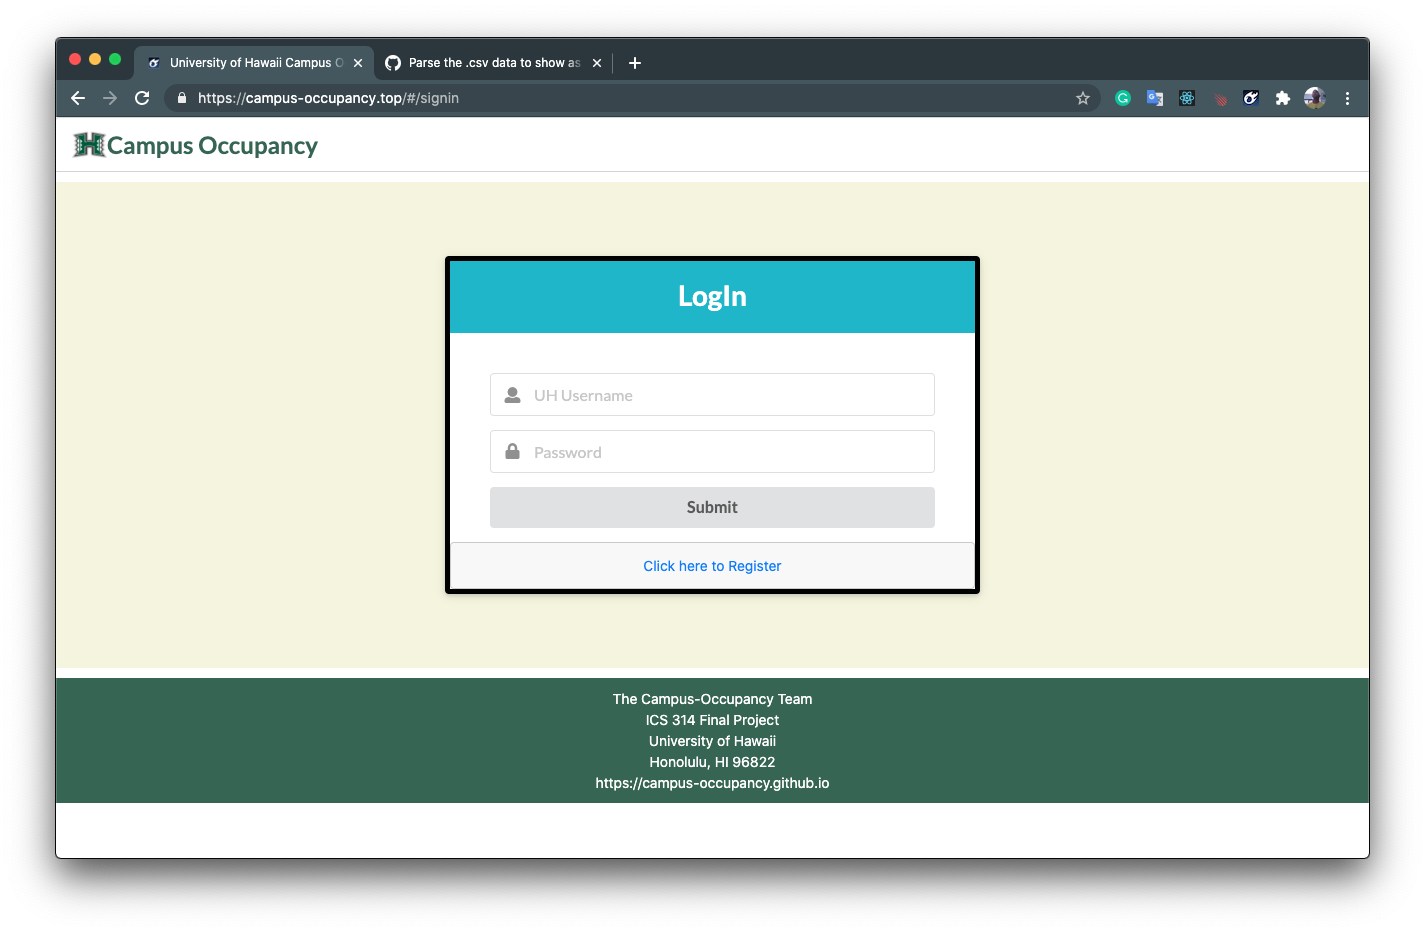 University of Hawaii Campus O
Parse the .csv data to show as
https://campus-occupancy.top/#/signin
H Campus Occupancy
LogIn
UH Username
Password
Submit
Click here to Register
The Campus-Occupancy Team
ICS 314 Final Project
University of Hawaii
Honolulu, HI 96822
https://campus-occupancy.github.io